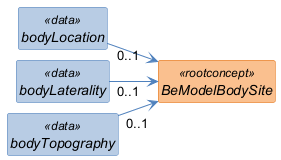 «data»
bodyLocation
0..1
«data»
bodyLaterality
0..1
«rootconcept»
BeModelBodySite
«data»
bodyTopography
0..1